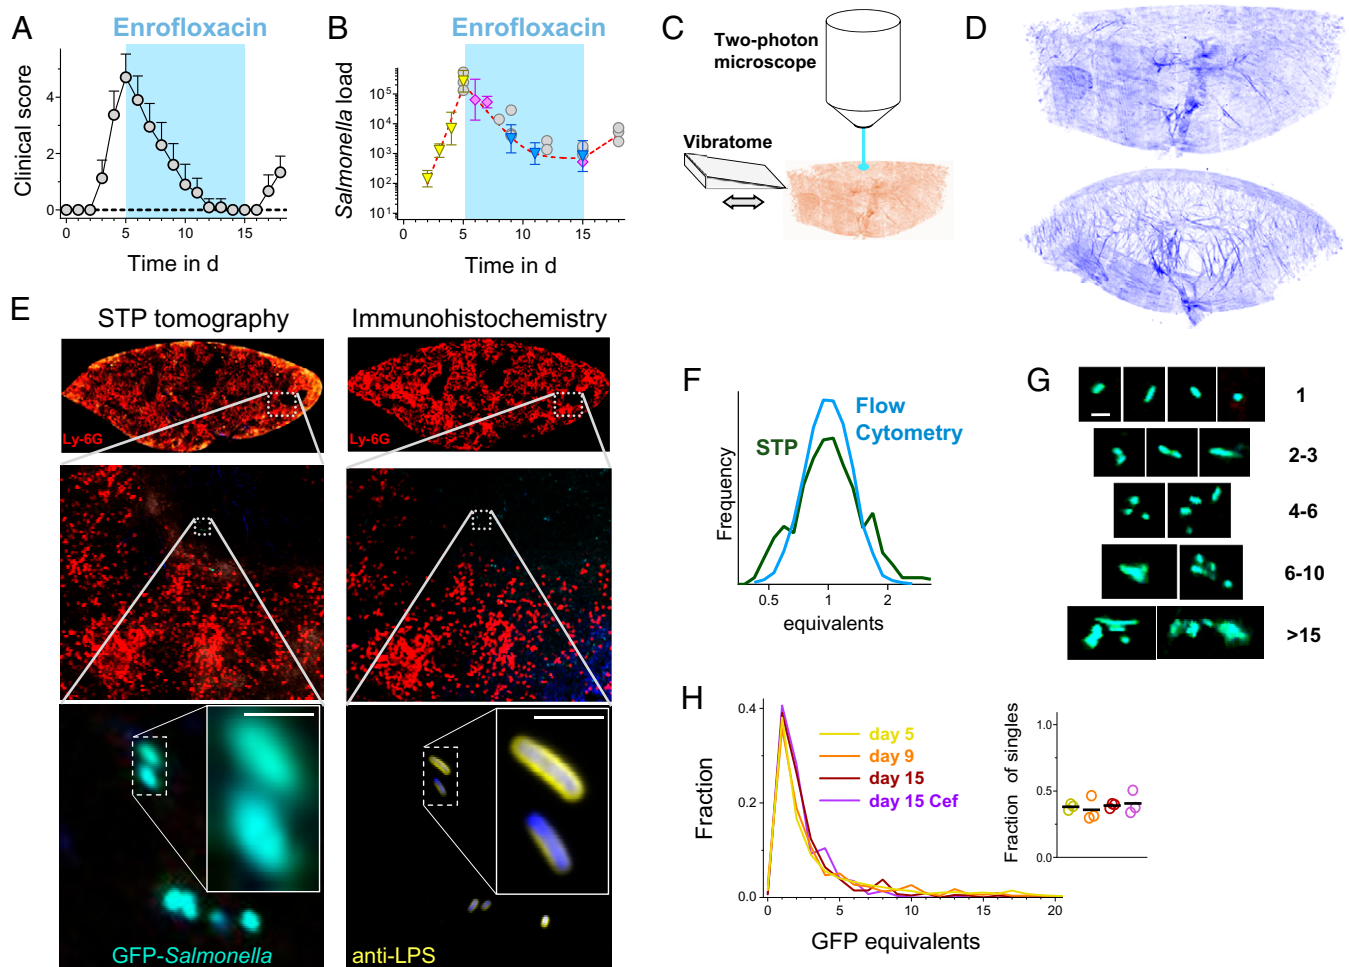 A
Enrofloxacin
Clinical score
4
2
0
0
5
10
15
Time in d
B
Enrofloxacin
Salmonella load
10⁵
10⁴
10³
10²
10¹
0
5
10
15
Time in d
C
Two-photon
microscope
Vibratome
D
E
STP tomography
Immunohistochemistry
Ly-6G
Ly-6G
GFP-Salmonella
anti-LPS
F
Flow
Cytometry
STP
Frequency
0.5
1
2
equivalents
G
1
2-3
4-6
6-10
>15
H
Fraction
0.4
0.2
0.0
day 5
day 9
day 15
day 15 Cef
0
5
10
15
20
GFP equivalents
Fraction of singles
1.0
0.5
0.0